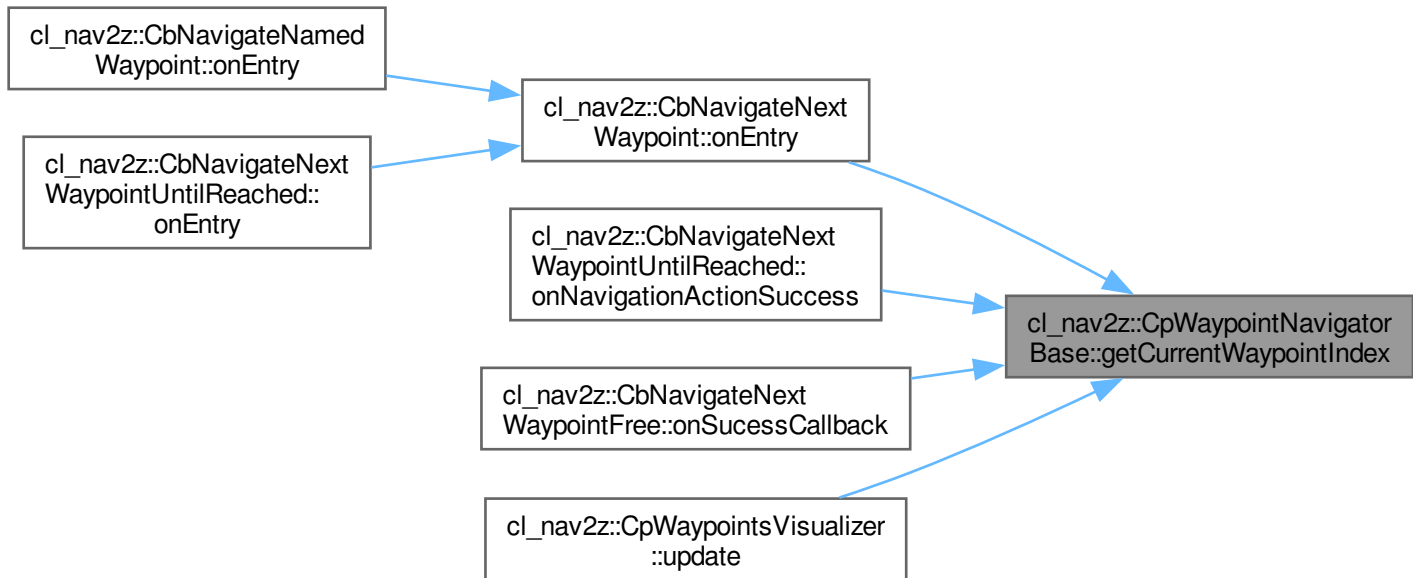 cl_nav2z::CbNavigateNamed
Waypoint::onEntry
cl_nav2z::CbNavigateNext
WaypointUntilReached::
onEntry
cl_nav2z::CbNavigateNext
Waypoint::onEntry
cl_nav2z::CbNavigateNext
WaypointUntilReached::
onNavigationActionSuccess
cl_nav2z::CbNavigateNext
WaypointFree::onSucessCallback
cl_nav2z::CpWaypointsVisualizer
::update
cl_nav2z::CpWaypointNavigator
Base::getCurrentWaypointIndex